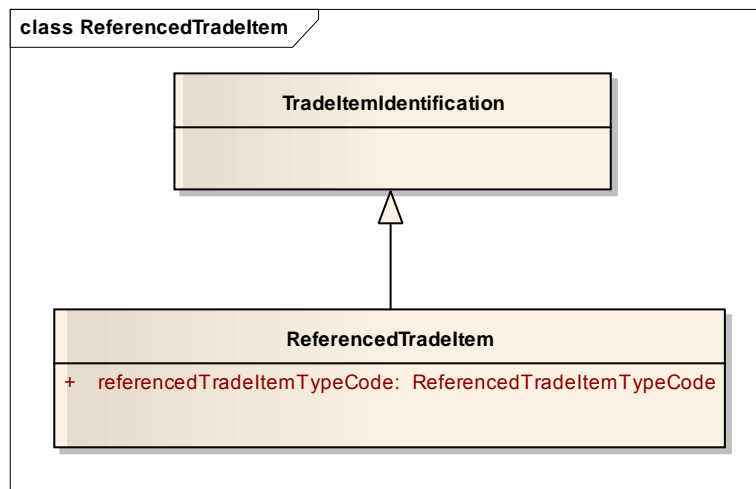 class ReferencedTradeItem
TradeItemIdentification
ReferencedTradeItem
+ referencedTradeItemTypeCode: ReferencedTradeItemTypeCode